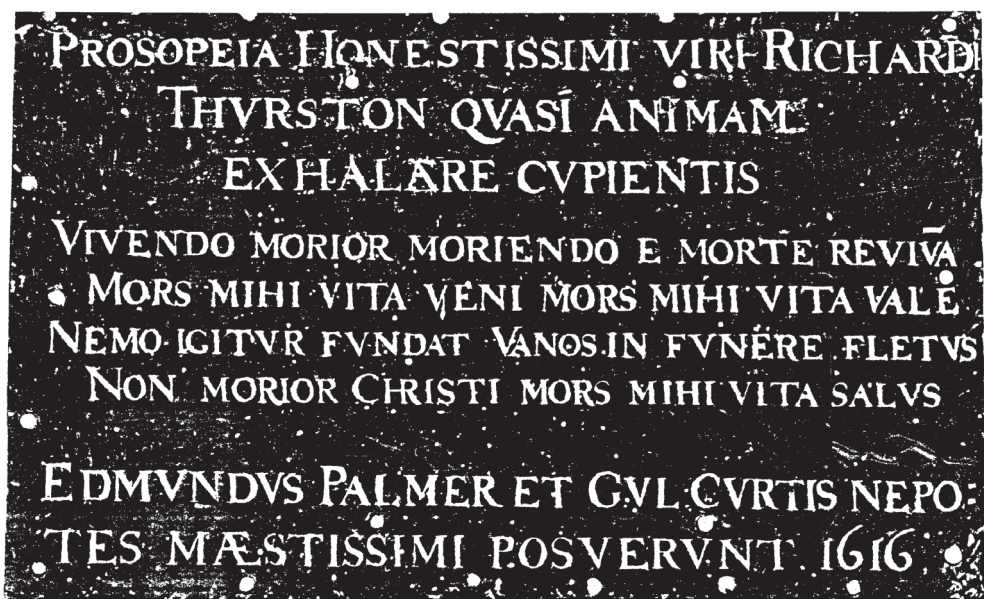 PROSOPEIA HONESTISSIMI VIRI RICHARDI
THVRSTON QVASI ANIMAM
EXHALARE CVPIENTIS
VIVENDO MORIOR MORIENDO E MORTE REVIVĀ
MORS MIHI VITA VENI MORS MIHI VITA VALE
NEMO IGITVR FVNDAT VANOS IN FVNERE FLETVS
NON MORIOR CHRISTI MORS MIHI VITA SALVS
EDMVNDVS PALMER ET GVL CVRTIS NEPO:
TES MÆSTISSIMI POSVERVNT 1616